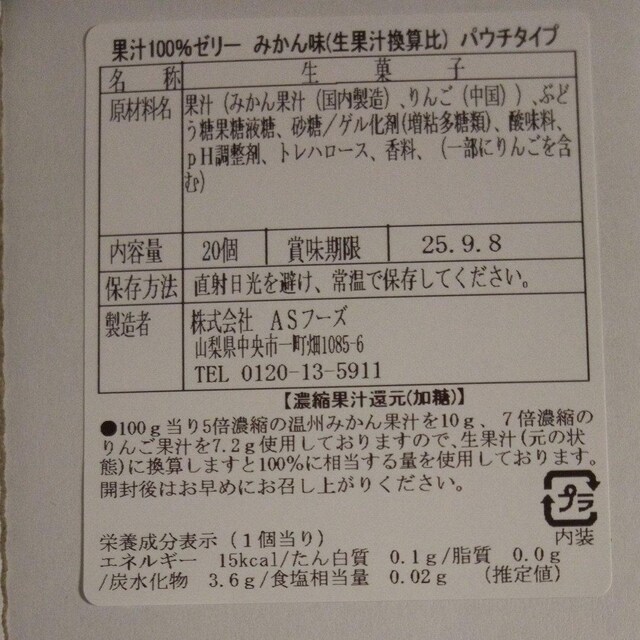 果汁100%ゼリー みかん味(生果汁換算比) パウチタイプ
名 称 生 菓 子
原材料名 果汁(みかん果汁(国内製造)、りんご(中国))、ぶど
う糖果糖液糖、砂糖/ゲル化剤(増粘多糖類)、酸味料、
pH調整剤、トレハロース、香料、(一部にりんごを含
む)
内容量 20個 賞味期限 25.9.8
保存方法 直射日光を避け、常温で保存してください。
製造者 株式会社 ASフーズ
山梨県中央市一町畑1085-6
TEL 0120-13-5911
【濃縮果汁還元(加糖)】
●100g当り5倍濃縮の温州みかん果汁を10g、7倍濃縮の
りんご果汁を7.2g使用しておりますので、生果汁(元の状
態)に換算しますと100%に相当する量を使用しております。
開封後はお早めにお召し上がりください。
プラ
内装
栄養成分表示(1個当り)
エネルギー 15kcal/たん白質 0.1g/脂質 0.0g
/炭水化物 3.6g/食塩相当量 0.02g (推定値)